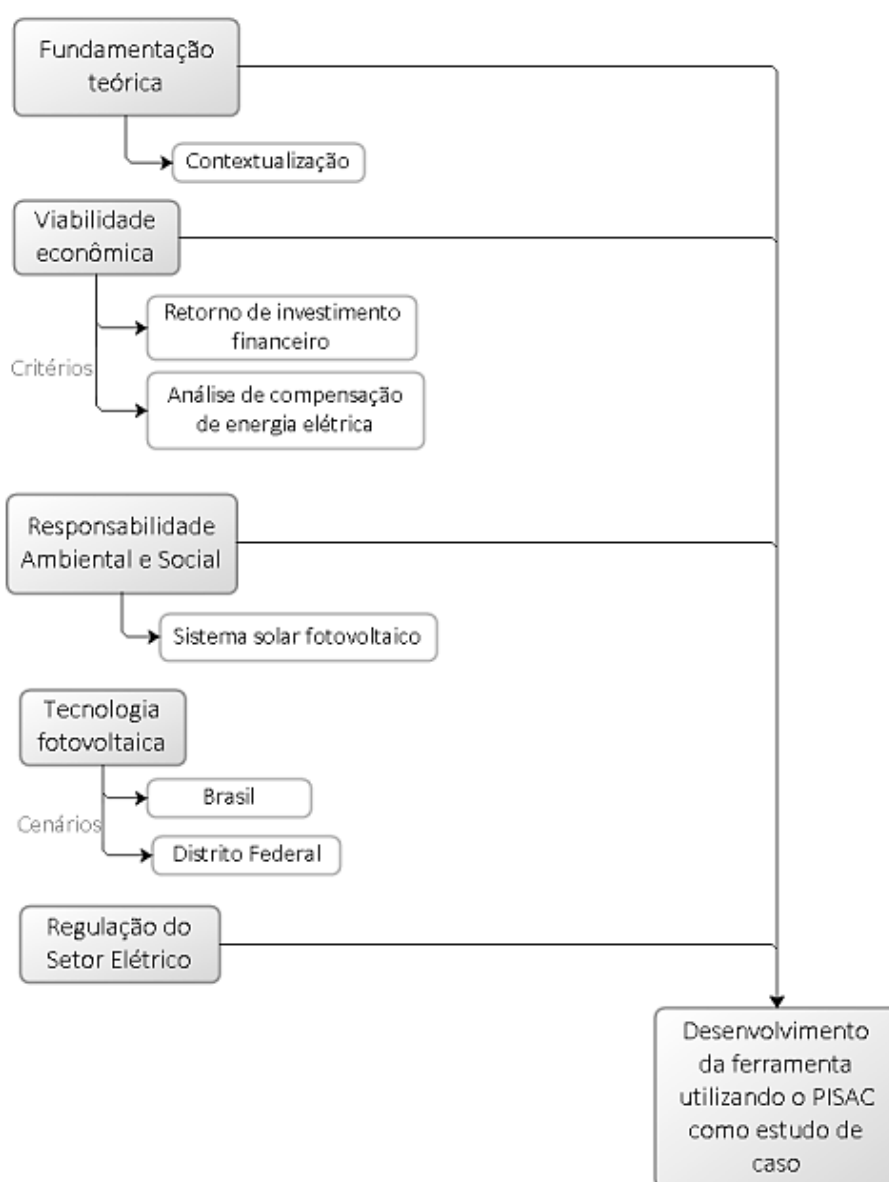 Fundamentação
teórica
Contextualização
Viabilidade
econômica
Retorno de investimento
financeiro
Critérios
Análise de compensação
de energia elétrica
Responsabilidade
Ambiental e Social
Sistema solar fotovoltaico
Tecnologia
fotovoltaica
Brasil
Cenários
Distrito Federal
Regulação do
Setor Elétrico
Desenvolvimento
da ferramenta
utilizando o PISAC
como estudo de
caso